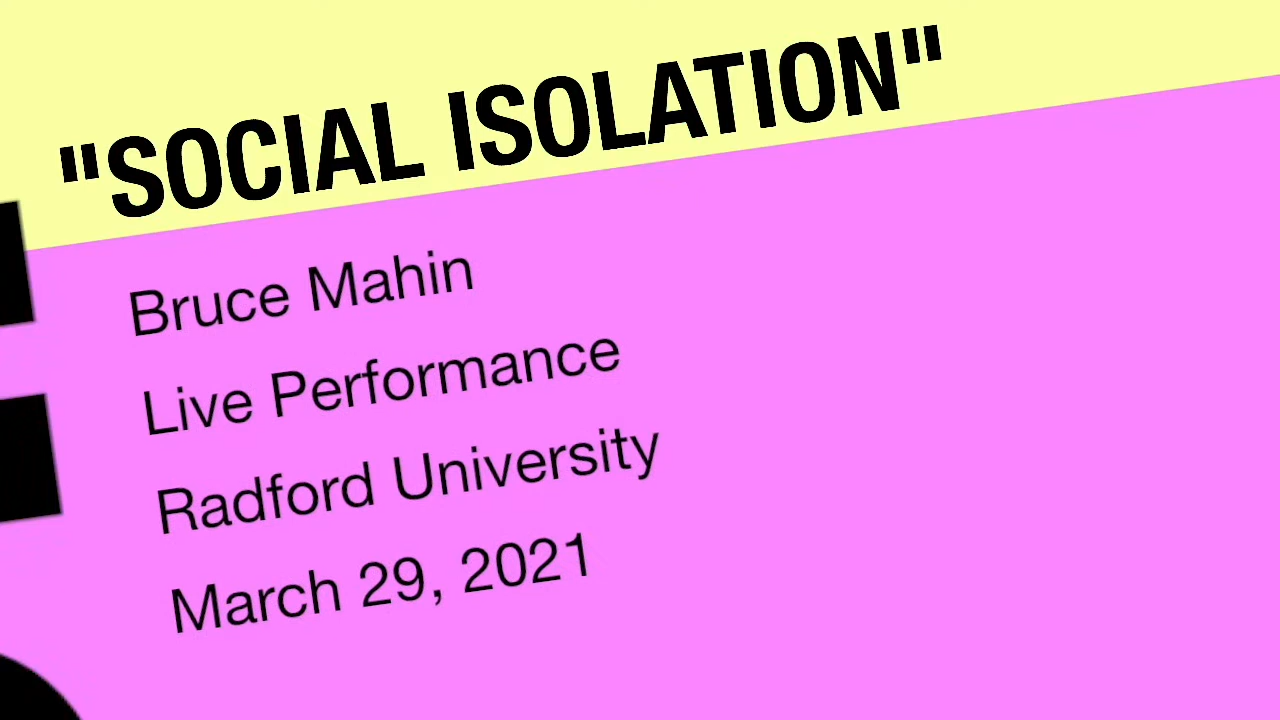 "SOCIAL ISOLATION"
Bruce Mahin
Live Performance
Radford University
March 29, 2021